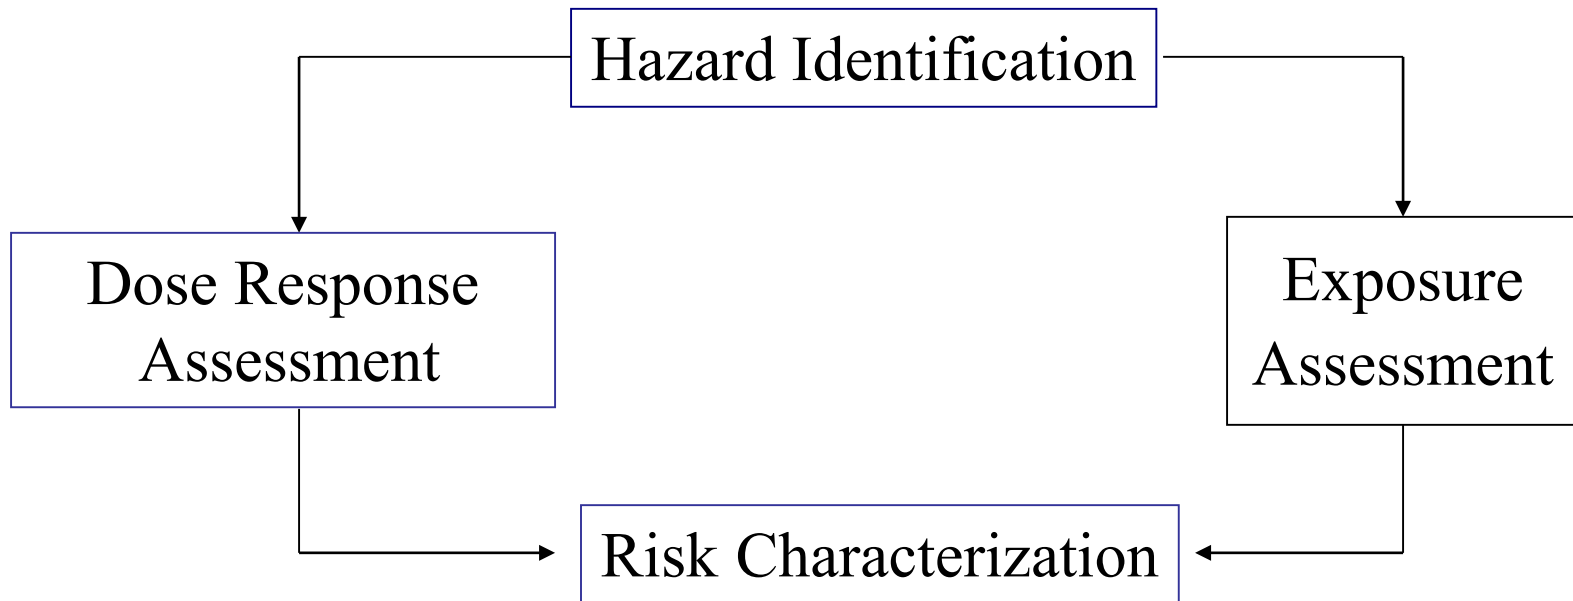 Hazard Identification
Dose Response
Assessment
Exposure
Assessment
Risk Characterization